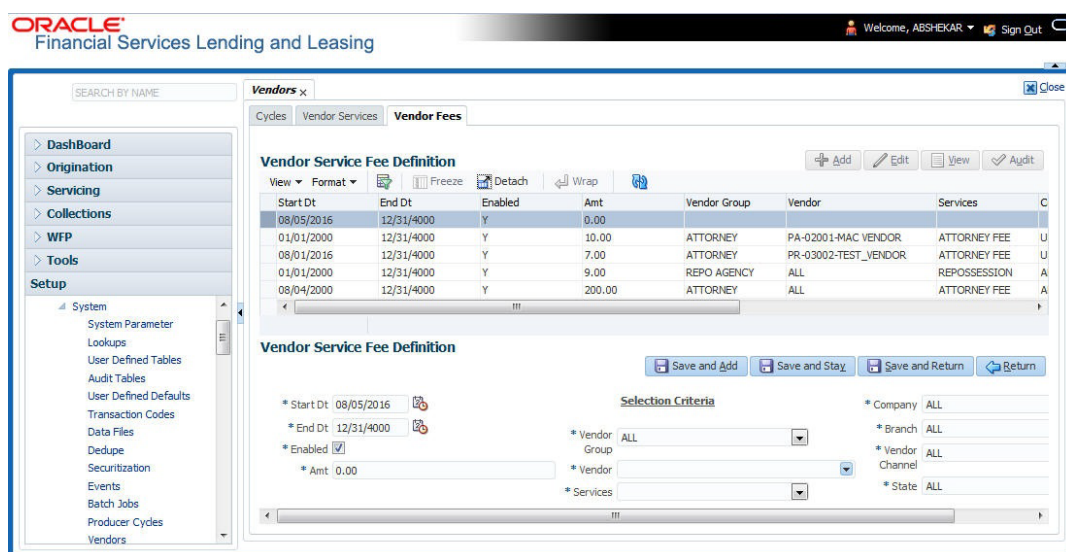 ORACLE
Financial Services Lending and Leasing
Welcome, ABSHEKAR
Sign Out
SEARCH BY NAME
Vendors
Close
Cycles Vendor Services Vendor Fees
DashBoard
Origination
Servicing
Collections
WFP
Tools
Setup
System
System Parameter
Lookups
User Defined Tables
Audit Tables
User Defined Defaults
Transaction Codes
Data Files
Dedupe
Securitization
Events
Batch Jobs
Producer Cycles
Vendors
Vendor Service Fee Definition
Add Edit View Audit
View Format Freeze Detach Wrap
Start Dt End Dt Enabled Amt Vendor Group Vendor Services C
08/05/2016 12/31/4000 Y 0.00
01/01/2000 12/31/4000 Y 10.00 ATTORNEY PA-02001-MAC VENDOR ATTORNEY FEE U
08/01/2016 12/31/4000 Y 7.00 ATTORNEY PR-03002-TEST_VENDOR ATTORNEY FEE U
01/01/2000 12/31/4000 Y 9.00 REPO AGENCY ALL REPOSSESSION A
08/04/2000 12/31/4000 Y 200.00 ATTORNEY ALL ATTORNEY FEE A
Vendor Service Fee Definition
Save and Add Save and Stay Save and Return Return
* Start Dt 08/05/2016
* End Dt 12/31/4000
* Enabled
* Amt 0.00
Selection Criteria
* Vendor Group ALL
* Vendor
* Services
* Company ALL
* Branch ALL
* Vendor Channel ALL
* State ALL